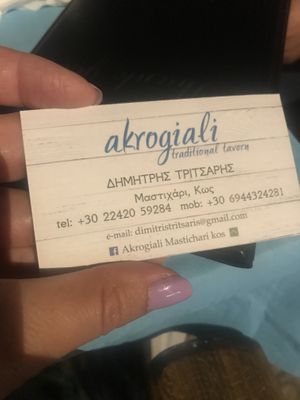 akrogiali
traditional tavern
ΔΗΜΗΤΡΗΣ ΤΡΙΤΣΑΡΗΣ
Μαστιχάρι, Κως
tel: +30 22420 59284 mob: +30 6944324281
e-mail: dimitristritsaris@gmail.com
Akrogiali Mastichari kos